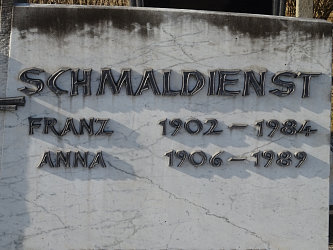 SCHMALDIENST
FRANZ 1902 – 1984
ANNA 1906 – 1989